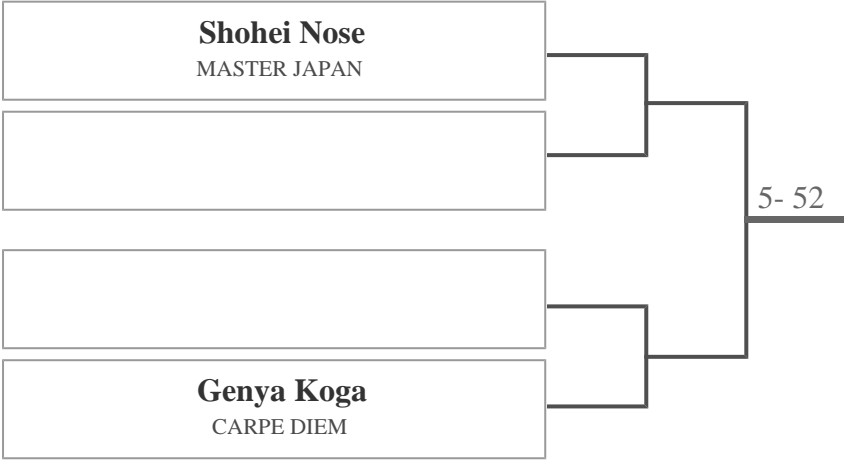 Shohei Nose
MASTER JAPAN
5- 52
Genya Koga
CARPE DIEM